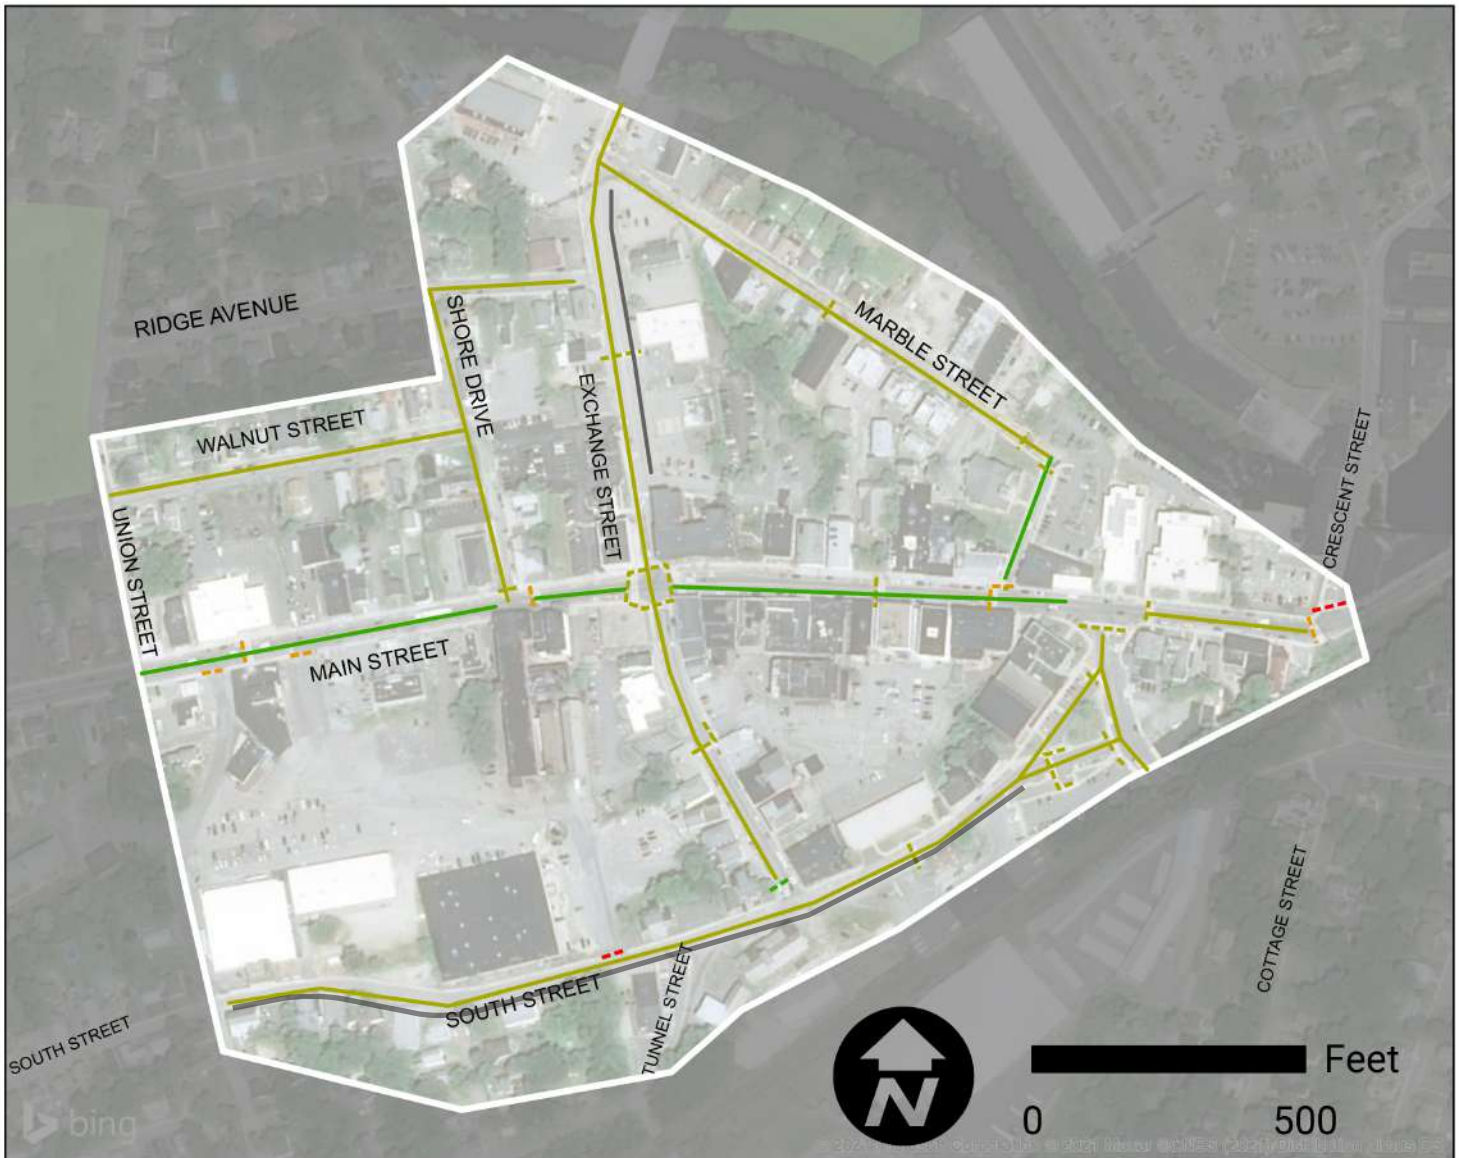 RIDGE AVENUE
SHORE DRIVE
MARBLE STREET
WALNUT STREET
EXCHANGE STREET
CRESCENT STREET
UNION STREET
MAIN STREET
SOUTH STREET
TUNNEL STREET
COTTAGE STREET
SOUTH STREET
N
Feet
0 500
bing